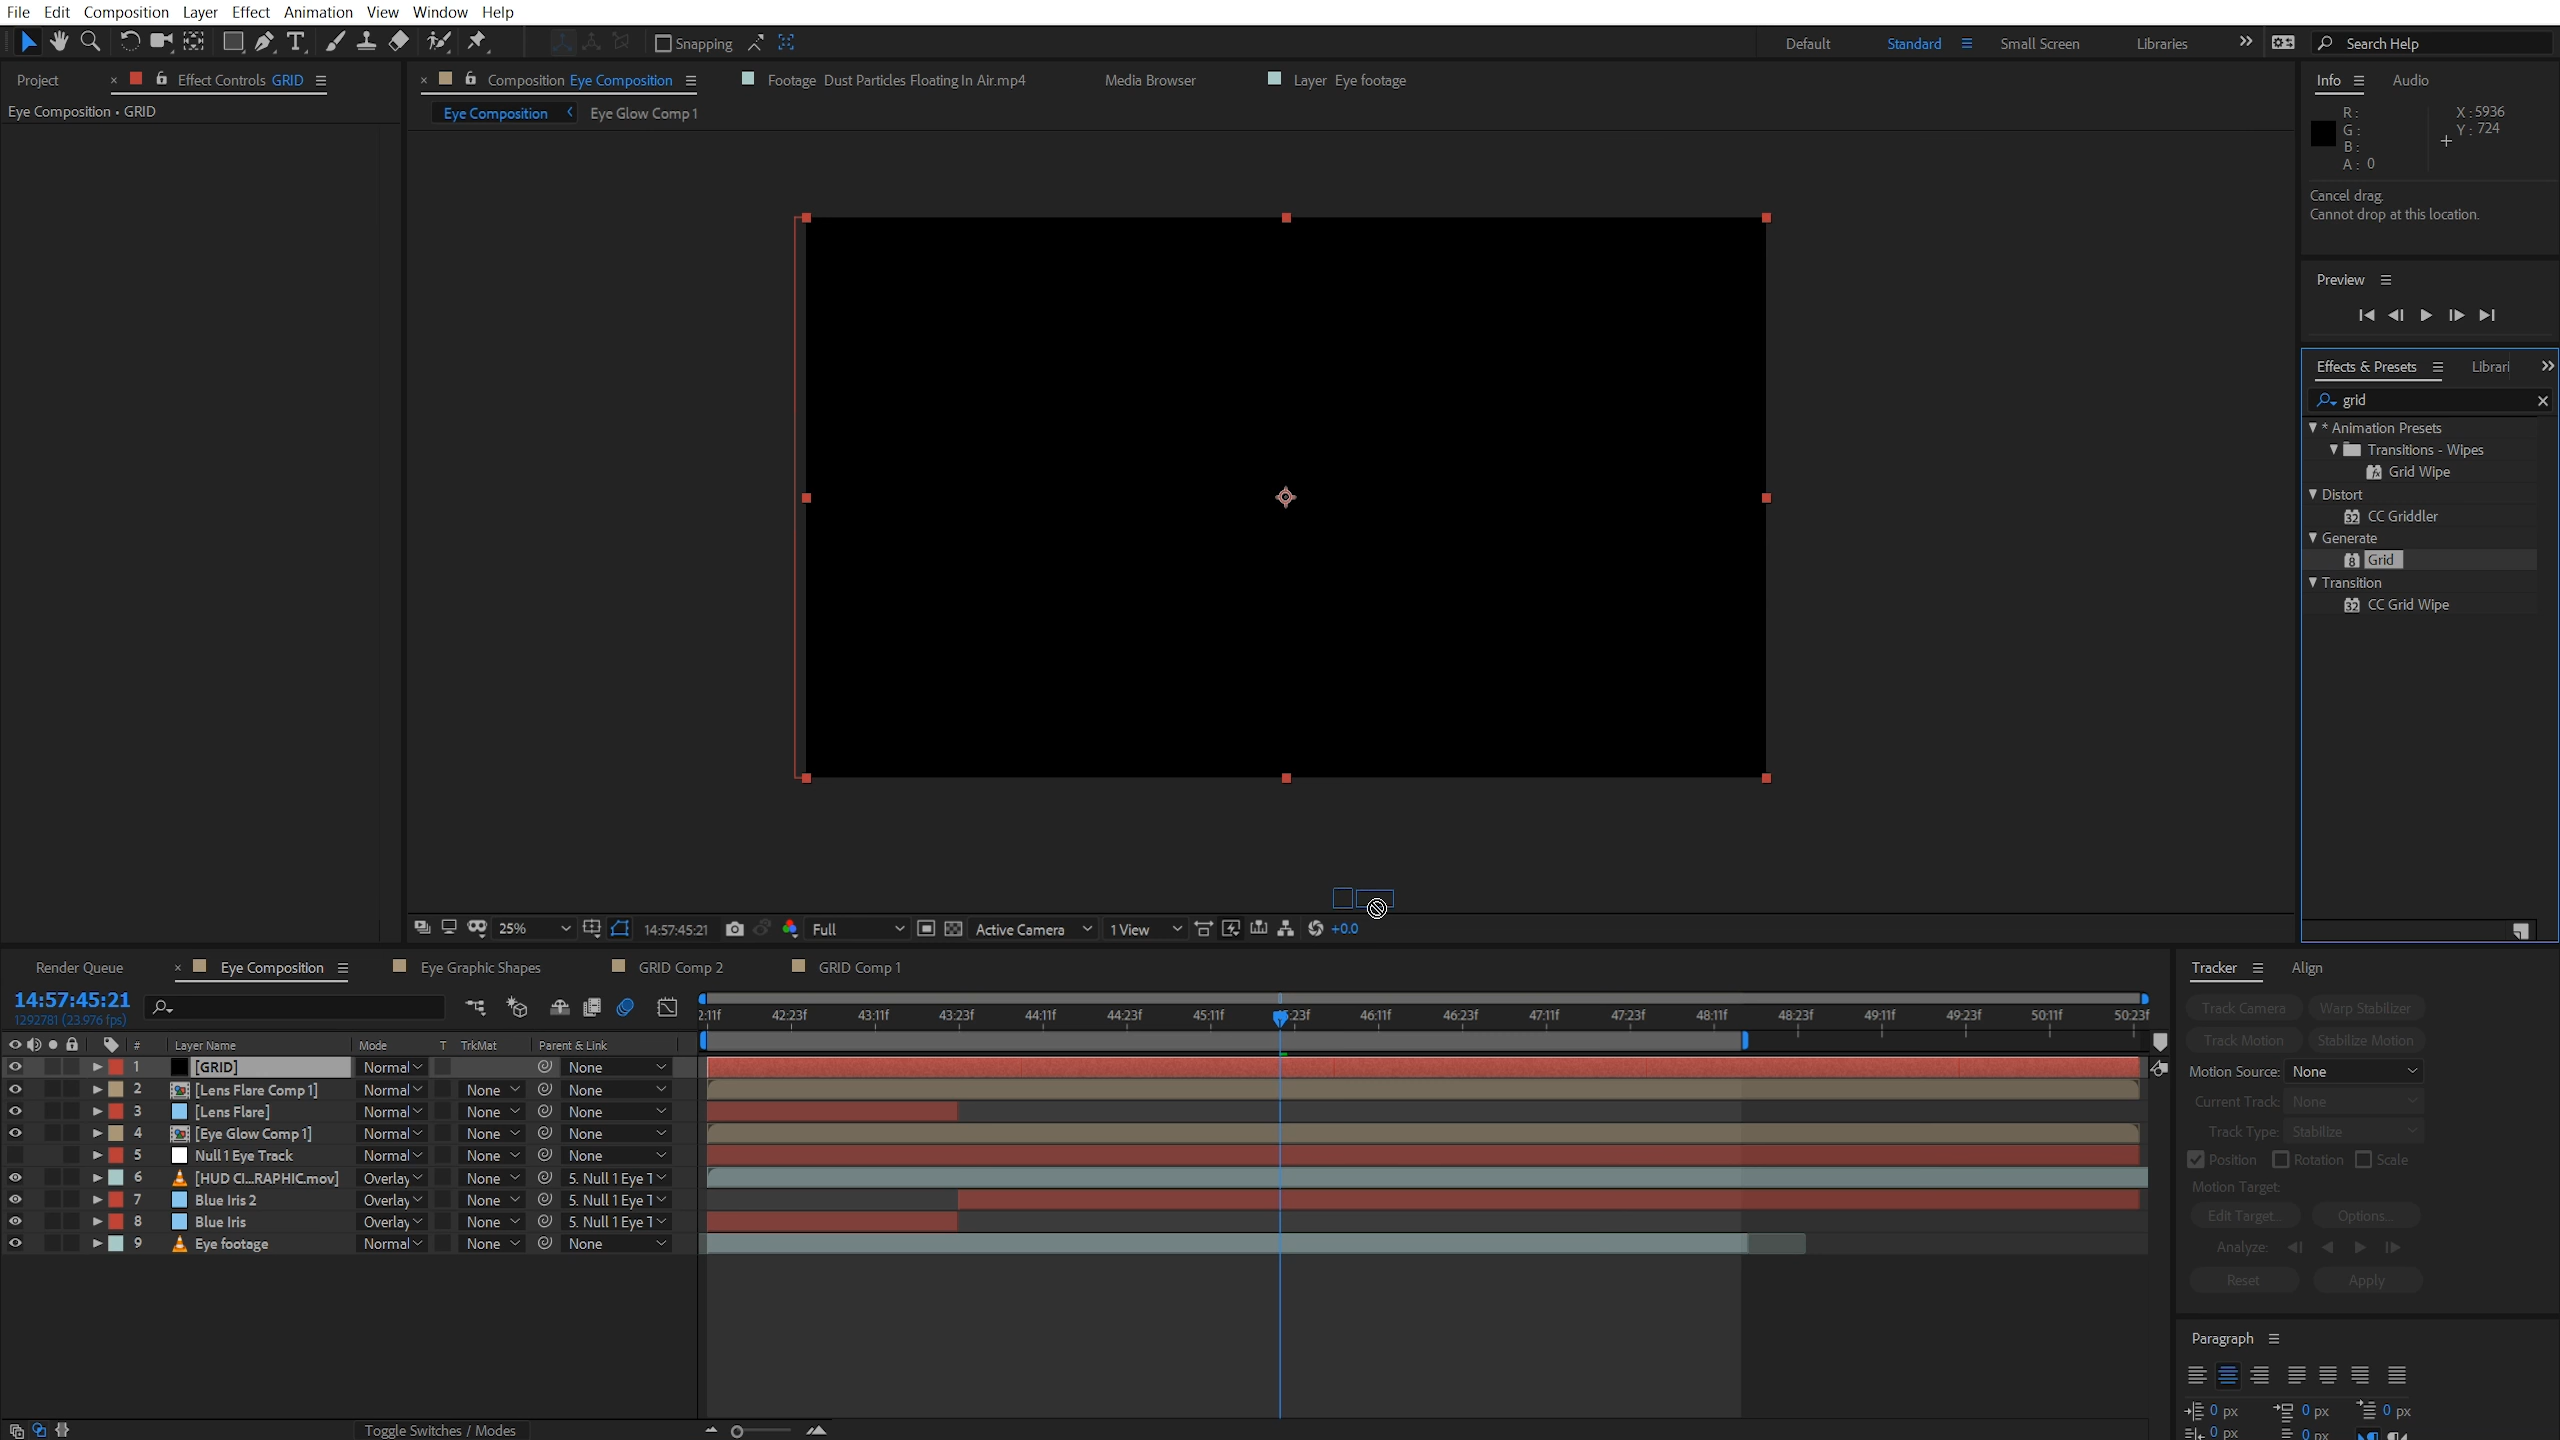 File Edit Composition Layer Effect Animation View Window Help
Snapping Default Standard Small Screen Libraries Search Help
Project × Effect Controls GRID
Eye Composition • GRID
× Composition Eye Composition Footage Dust Particles Floating In Air.mp4 Media Browser Layer Eye footage
Eye Composition Eye Glow Comp 1
Info Audio
R: X: 5936
G: Y: 724
B:
A: 0
Cancel drag.
Cannot drop at this location.
Preview
Effects & Presets Librari
grid
* Animation Presets
Transitions - Wipes
Grid Wipe
Distort
32 CC Griddler
Generate
8 Grid
Transition
32 CC Grid Wipe
25% 14:57:45:21 Full Active Camera 1 View +0.0
Render Queue × Eye Composition Eye Graphic Shapes GRID Comp 2 GRID Comp 1
14:57:45:21
1292781 (23.976 fps)
2:11f 42:23f 43:11f 43:23f 44:11f 44:23f 45:11f :23f 46:11f 46:23f 47:11f 47:23f 48:11f 48:23f 49:11f 49:23f 50:11f 50:23f
# Layer Name Mode T TrkMat Parent & Link
1 [GRID] Normal None
2 [Lens Flare Comp 1] Normal None None
3 [Lens Flare] Normal None None
4 [Eye Glow Comp 1] Normal None None
5 Null 1 Eye Track Normal None None
6 [HUD CI...RAPHIC.mov] Overlay None 5. Null 1 Eye T
7 Blue Iris 2 Overlay None 5. Null 1 Eye T
8 Blue Iris Overlay None 5. Null 1 Eye T
9 Eye footage Normal None None
Toggle Switches / Modes
Tracker Align
Track Camera Warp Stabilizer
Track Motion Stabilize Motion
Motion Source: None
Current Track: None
Track Type: Stabilize
Position Rotation Scale
Motion Target:
Edit Target... Options...
Analyze:
Reset Apply
Paragraph
0 px 0 px 0 px
0 px 0 px